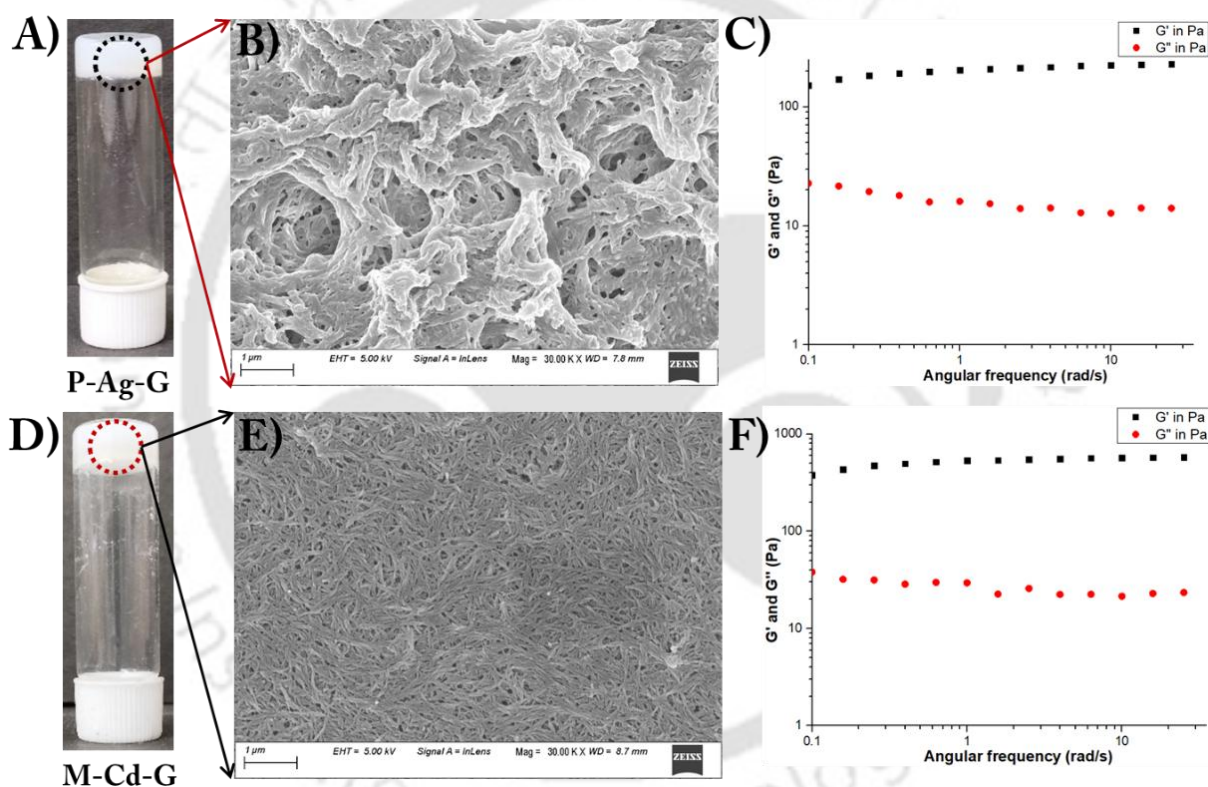 A)
B)
1 µm
EHT = 5.00 kV Signal A = InLens Mag = 30.00 K X WD = 7.8 mm
ZEISS
P-Ag-G
C)
G' in Pa
G'' in Pa
G' and G'' (Pa)
100
10
1
0.1 1 10
Angular frequency (rad/s)
D)
E)
1 µm
EHT = 5.00 kV Signal A = InLens Mag = 30.00 K X WD = 8.7 mm
ZEISS
M-Cd-G
F)
G' in Pa
G'' in Pa
G' and G'' (Pa)
1000
100
10
1
0.1 1 10
Angular frequency (rad/s)